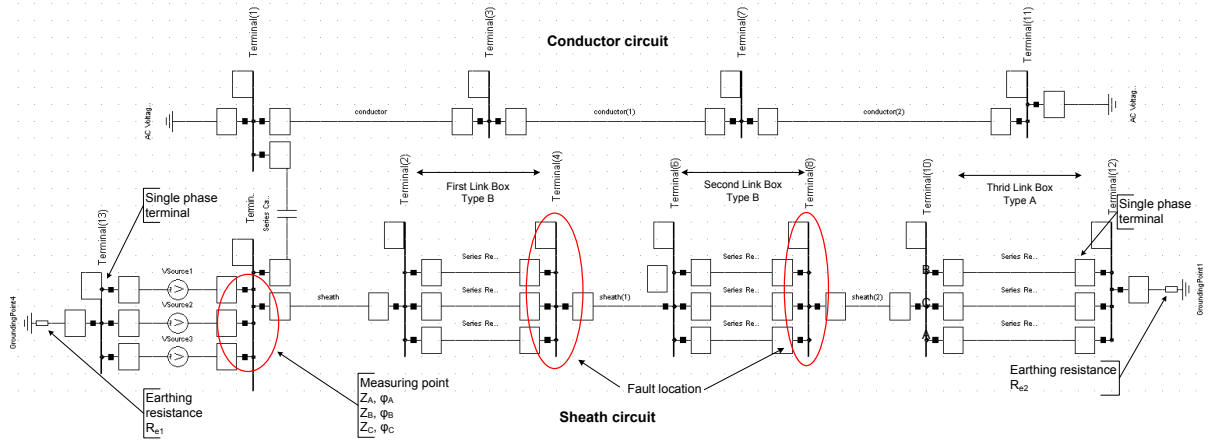 Terminal(1)
Terminal(3)
Terminal(7)
Terminal(11)
Conductor circuit
AC Voltag..
conductor
conductor(1)
conductor(2)
AC Voltag..
Terminal(2)
Terminal(4)
Terminal(6)
Terminal(8)
Terminal(10)
Terminal(12)
First Link Box
Type B
Second Link Box
Type B
Thrid Link Box
Type A
Single phase
terminal
Terminal(13)
Termin..
Series Ca..
Single phase
terminal
VSource1
VSource2
VSource3
Series Re...
Series Re...
Series Re...
Series Re...
Series Re...
Series Re...
Series Re...
Series Re...
Series Re...
B
C
A
sheath
sheath(1)
sheath(2)
GroundingPoint4
GroundingPoint1
Earthing
resistance
Re1
Measuring point
ZA, φA
ZB, φB
ZC, φC
Fault location
Earthing resistance
Re2
Sheath circuit